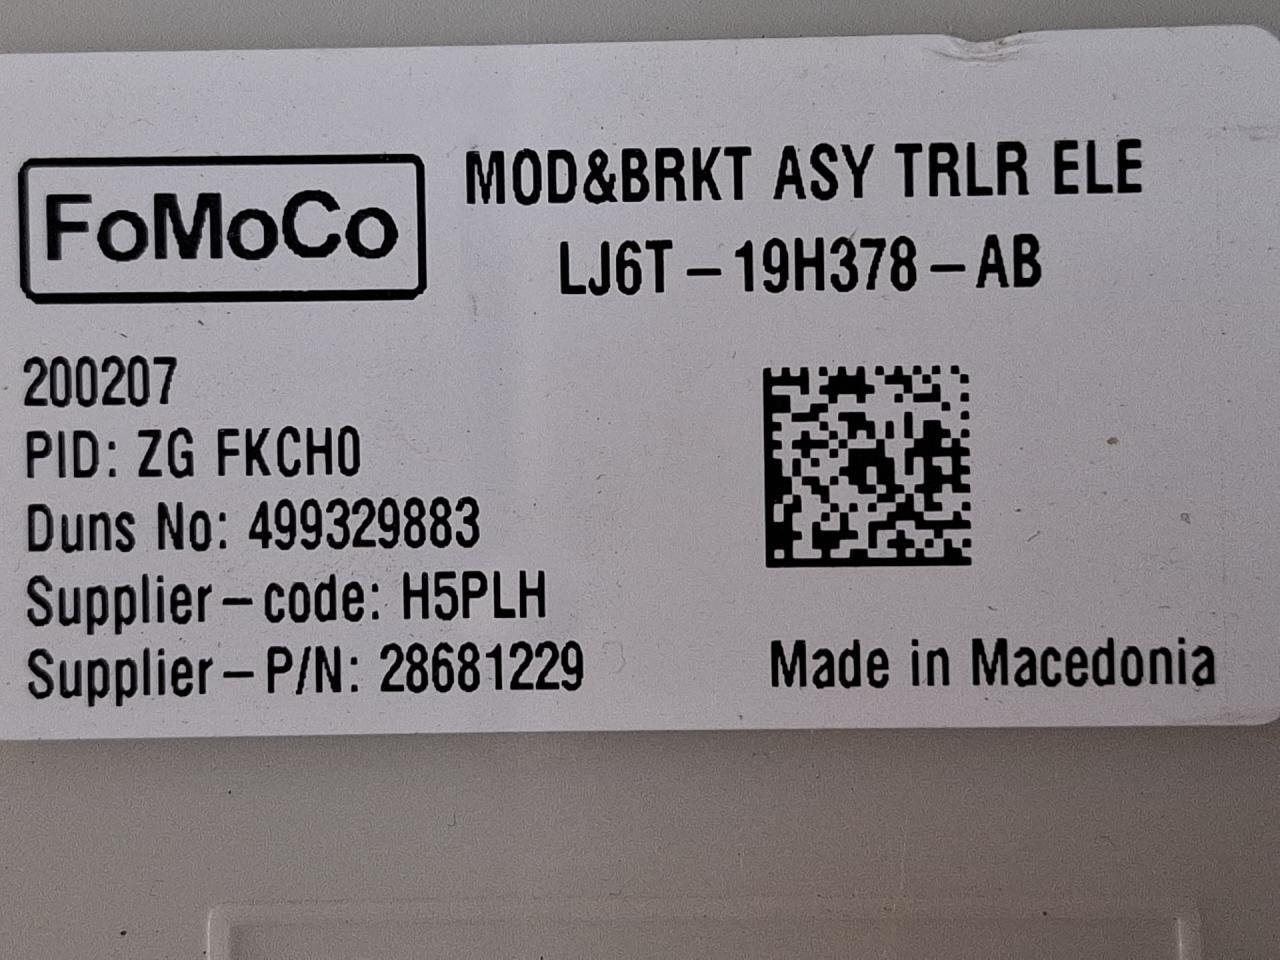 FoMoCo
MOD&BRKT ASY TRLR ELE
LJ6T-19H378-AB
200207
PID: ZG FKCH0
Duns No: 499329883
Supplier-code: H5PLH
Supplier-P/N: 28681229
Made in Macedonia